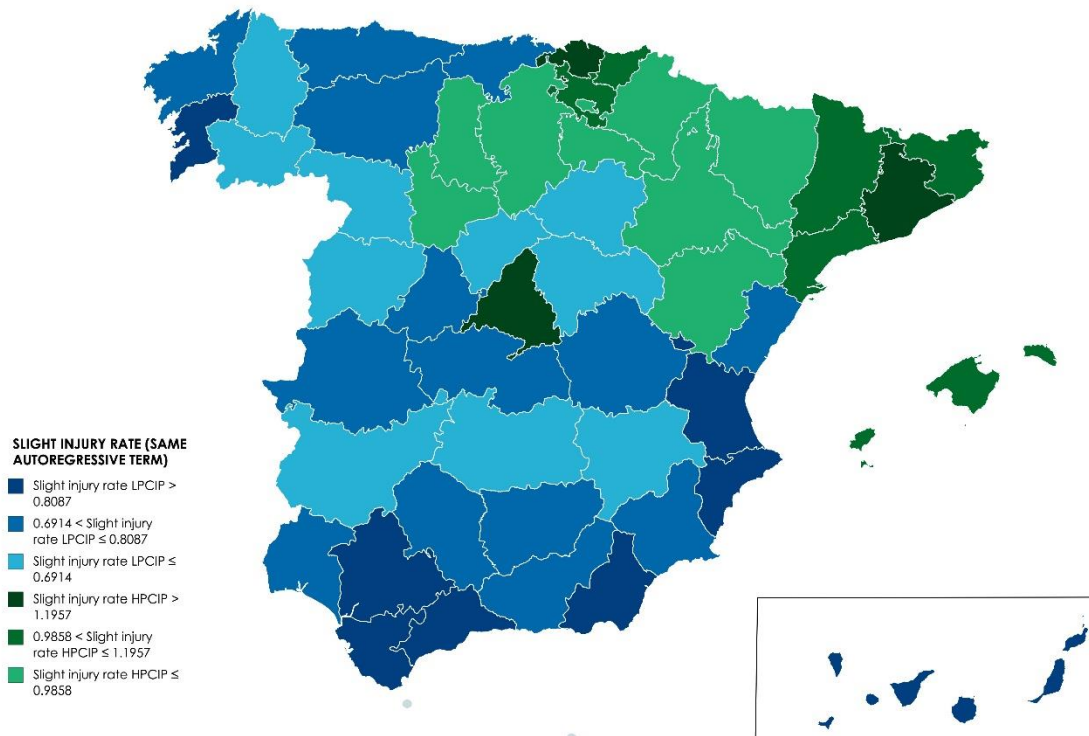 SLIGHT INJURY RATE (SAME
AUTOREGRESSIVE TERM)
Slight injury rate LPCIP >
0.8087
0.6914 < Slight injury
rate LPCIP ≤ 0.8087
Slight injury rate LPCIP ≤
0.6914
Slight injury rate HPCIP >
1.1957
0.9858 < Slight injury
rate HPCIP ≤ 1.1957
Slight injury rate HPCIP ≤
0.9858